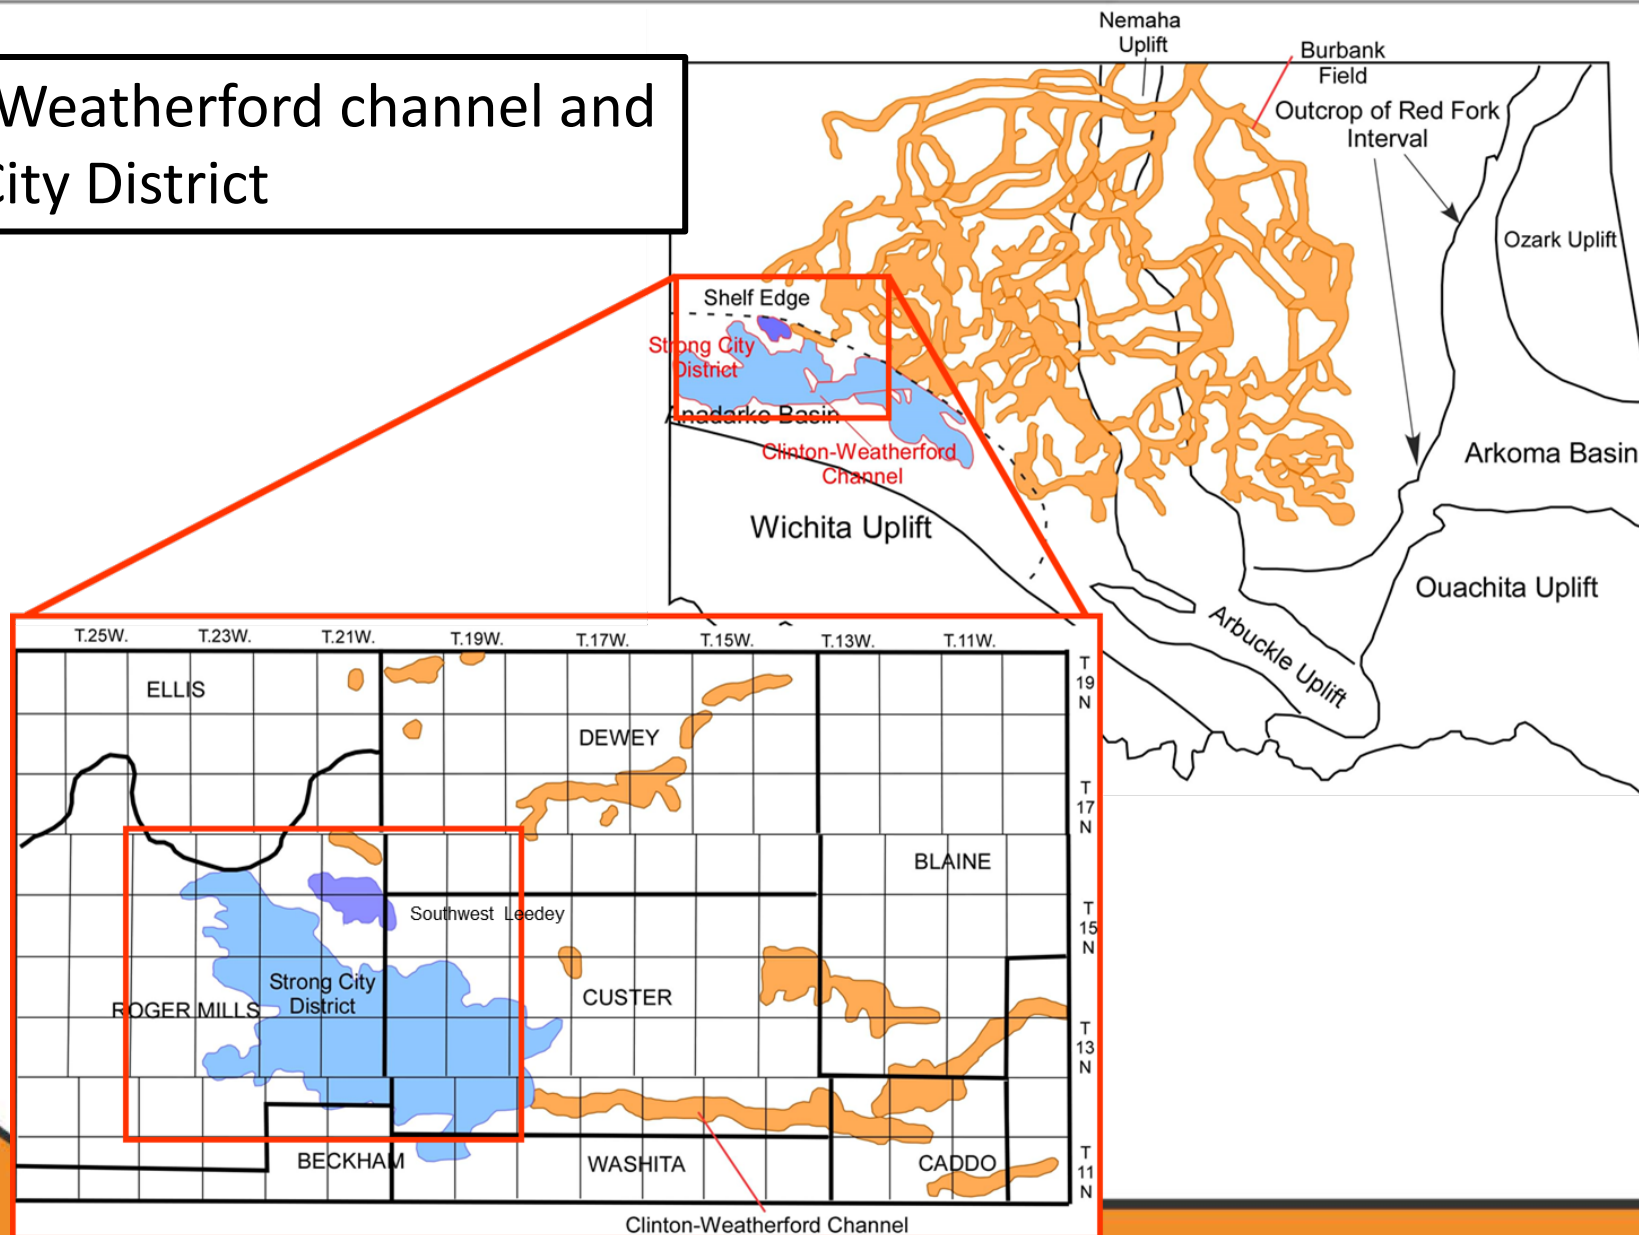 Weatherford channel and
City District
Nemaha
Uplift
Burbank
Field
Outcrop of Red Fork
Interval
Ozark Uplift
Shelf Edge
Strong City
District
Anadarko Basin
Clinton-Weatherford
Channel
Arkoma Basin
Wichita Uplift
Ouachita Uplift
Arbuckle Uplift
T.25W. T.23W. T.21W. T.19W. T.17W. T.15W. T.13W. T.11W.
T
19
N
ELLIS
DEWEY
T
17
N
BLAINE
Southwest Leedey
T
15
N
Strong City
District
ROGER MILLS
CUSTER
T
13
N
BECKHAM
WASHITA
CADDO
T
11
N
Clinton-Weatherford Channel